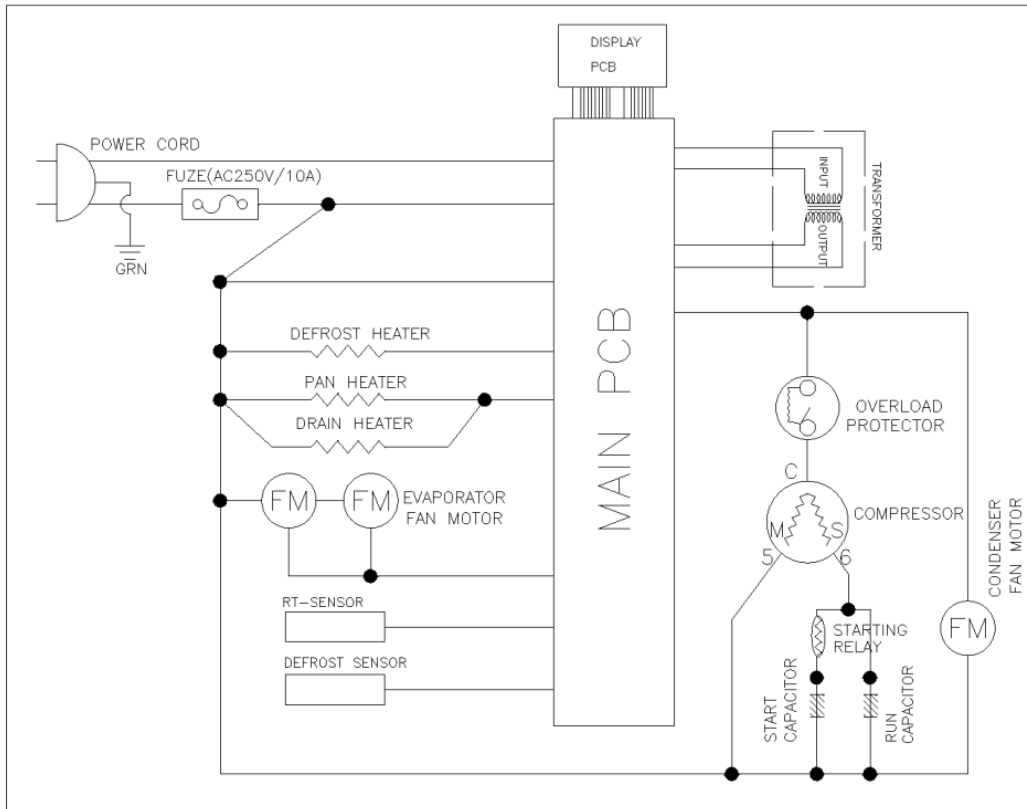 DISPLAY
PCB
POWER CORD
FUZE(AC250V/10A)
GRN
INPUT
OUTPUT
TRANSFORMER
DEFROST HEATER
PAN HEATER
DRAIN HEATER
MAIN PCB
OVERLOAD
PROTECTOR
C
FM
FM
EVAPORATOR
FAN MOTOR
COMPRESSOR
M
S
5
6
CONDENSER
FAN MOTOR
RT-SENSOR
STARTING
RELAY
FM
DEFROST SENSOR
START
CAPACITOR
RUN
CAPACITOR